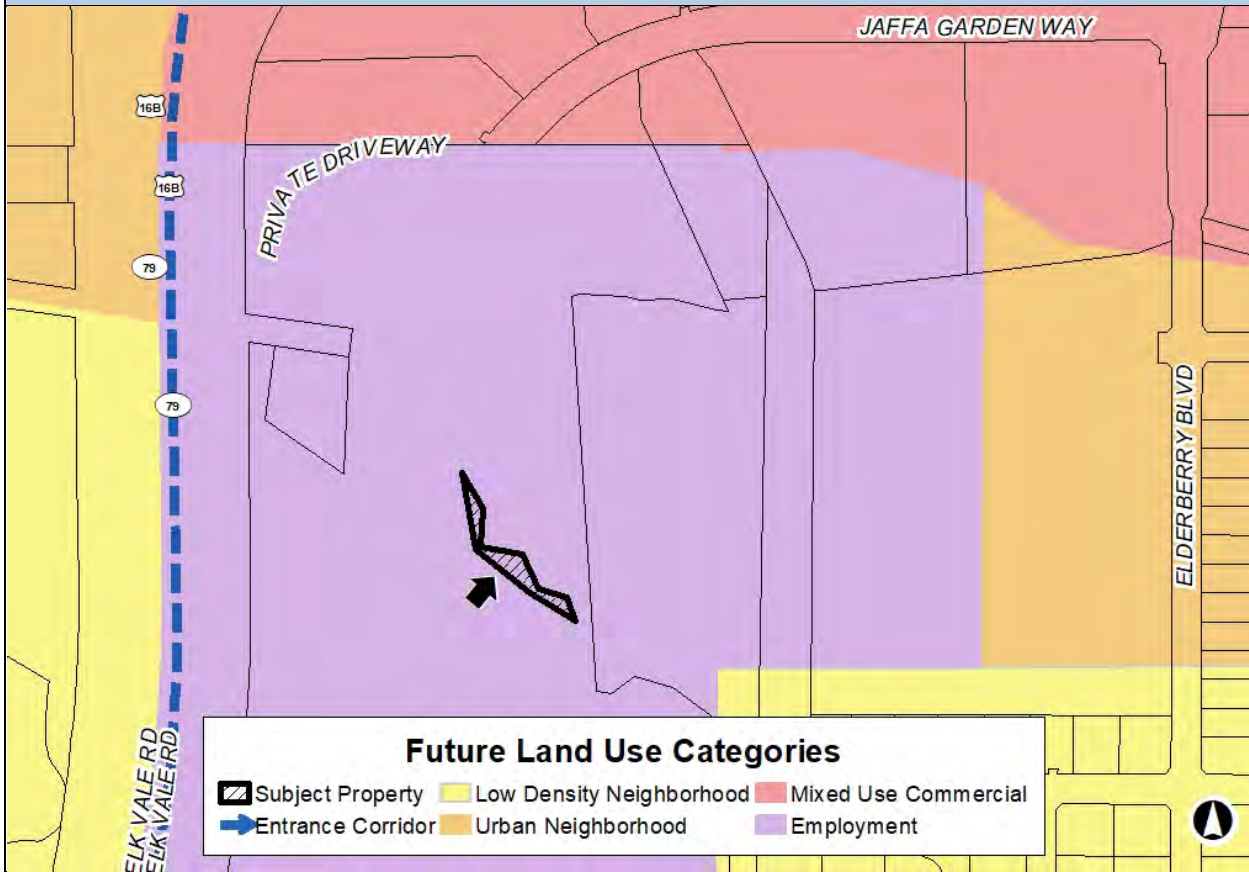 JAFFA GARDEN WAY
16B
PRIVATE DRIVEWAY
16B
79
79
ELDERBERRY BLVD
ELK VALE RD
ELK VALE RD
Future Land Use Categories
Subject Property Low Density Neighborhood Mixed Use Commercial
Entrance Corridor Urban Neighborhood Employment